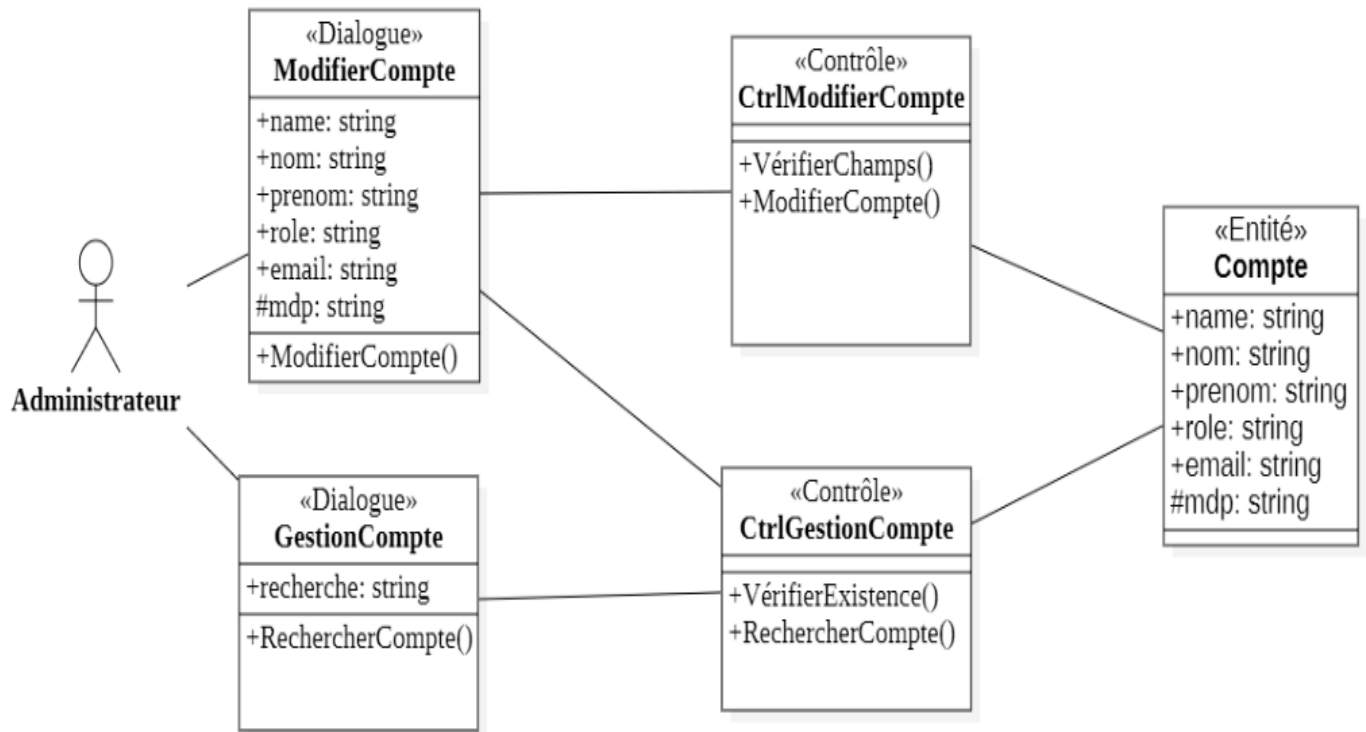 «Dialogue»
ModifierCompte
+name: string
+nom: string
+prenom: string
+role: string
+email: string
#mdp: string
+ModifierCompte()
«Contrôle»
CtrlModifierCompte
+VérifierChamps()
+ModifierCompte()
«Entité»
Compte
+name: string
+nom: string
+prenom: string
+role: string
+email: string
#mdp: string
Administrateur
«Dialogue»
GestionCompte
+recherche: string
+RechercherCompte()
«Contrôle»
CtrlGestionCompte
+VérifierExistence()
+RechercherCompte()